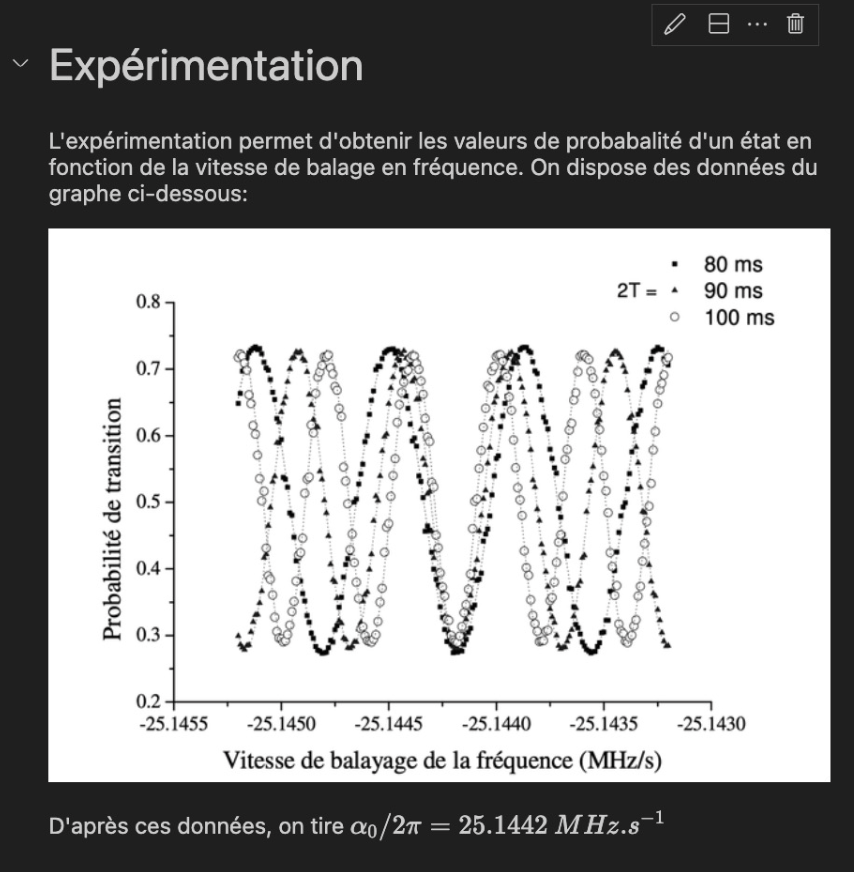 Expérimentation
L'expérimentation permet d'obtenir les valeurs de probabalité d'un état en
fonction de la vitesse de balage en fréquence. On dispose des données du
graphe ci-dessous:
80 ms
2T = 90 ms
100 ms
0.8
0.7
0.6
0.5
0.4
0.3
0.2
Probabilité de transition
-25.1455 -25.1450 -25.1445 -25.1440 -25.1435 -25.1430
Vitesse de balayage de la fréquence (MHz/s)
D'après ces données, on tire α₀/2π = 25.1442 MHz.s⁻¹